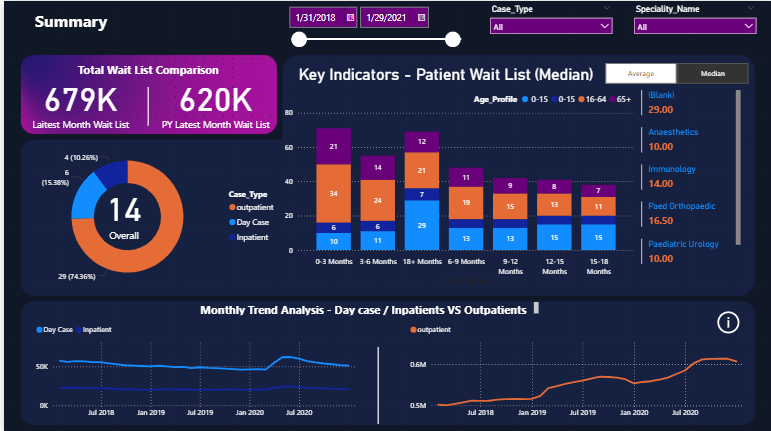 Summary
1/31/2018
1/29/2021
Case_Type
All
Speciality_Name
All
Total Wait List Comparison
679K
620K
Laitest Month Wait List
PY Latest Month Wait List
Key Indicators - Patient Wait List (Median)
Average
Median
Age_Profile 0-15 0-15 16-64 65+
80
60
40
20
0
21
34
6
10
14
24
6
11
12
21
7
29
11
19
13
9
15
13
8
13
15
7
11
15
0-3 Months
3-6 Months
18+ Months
6-9 Months
9-12
Months
12-15
Months
15-18
Months
(Blank)
29.00
Anaesthetics
10.00
Immunology
14.00
Paed Orthopaedic
16.50
Paediatric Urology
10.00
4 (10.26%)
6
(15.38%)
14
Overall
29 (74.36%)
Case_Type
outpatient
Day Case
Inpatient
Monthly Trend Analysis - Day case / Inpatients VS Outpatients
Day Case Inpatient
50K
0K
Jul 2018
Jan 2019
Jul 2019
Jan 2020
Jul 2020
outpatient
0.6M
0.5M
Jul 2018
Jan 2019
Jul 2019
Jan 2020
Jul 2020
i